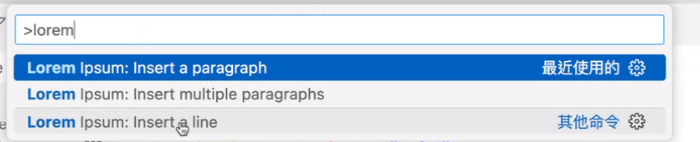 >lorem
Lorem Ipsum: Insert a paragraph 最近使用的
Lorem Ipsum: Insert multiple paragraphs
Lorem Ipsum: Insert a line 其他命令